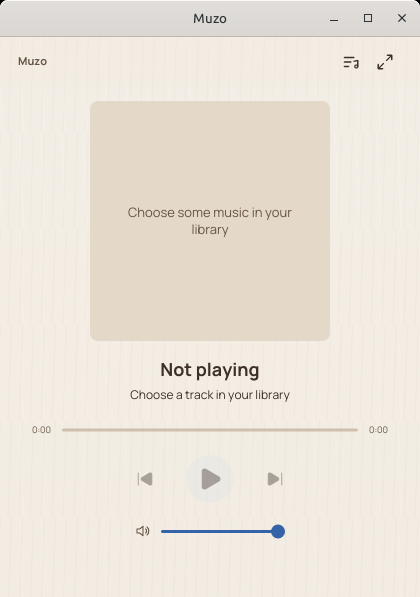 Muzo
Muzo
Choose some music in your
library
Not playing
Choose a track in your library
0:00
0:00